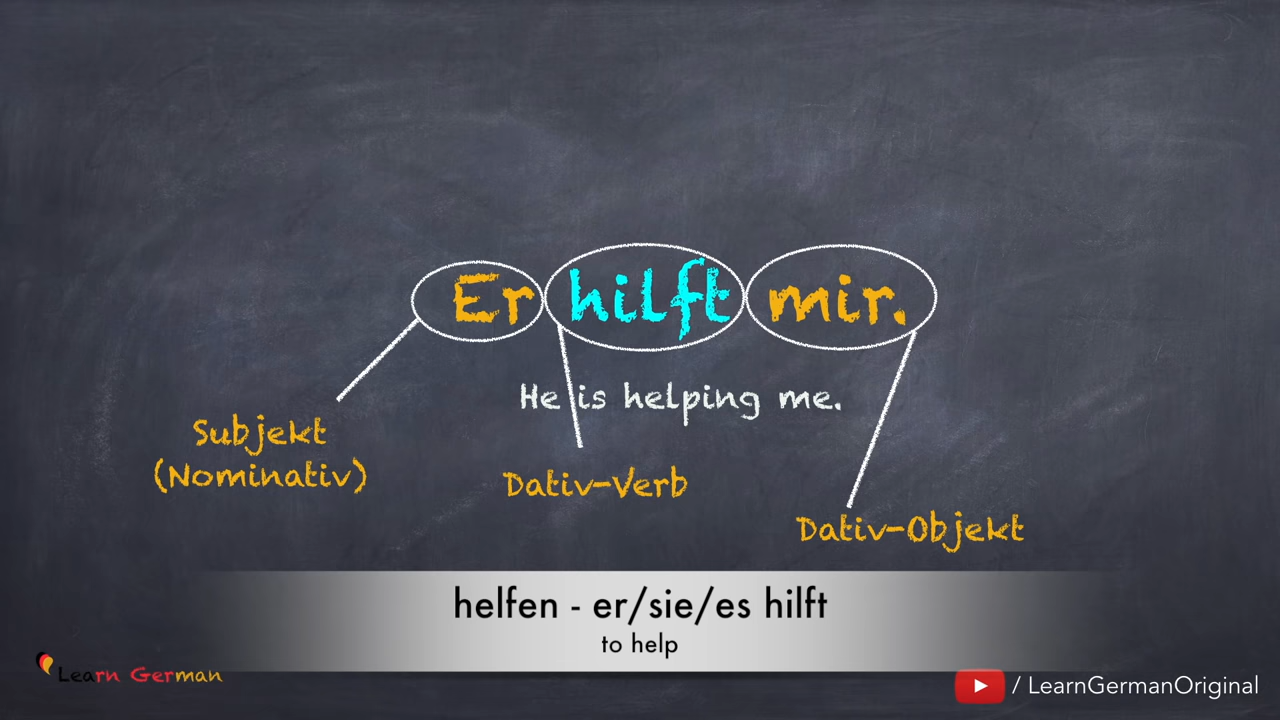 Er hilft mir.
He is helping me.
Subjekt
(Nominativ)
Dativ-Verb
Dativ-Objekt
helfen - er/sie/es hilft
to help
Learn German
/ LearnGermanOriginal